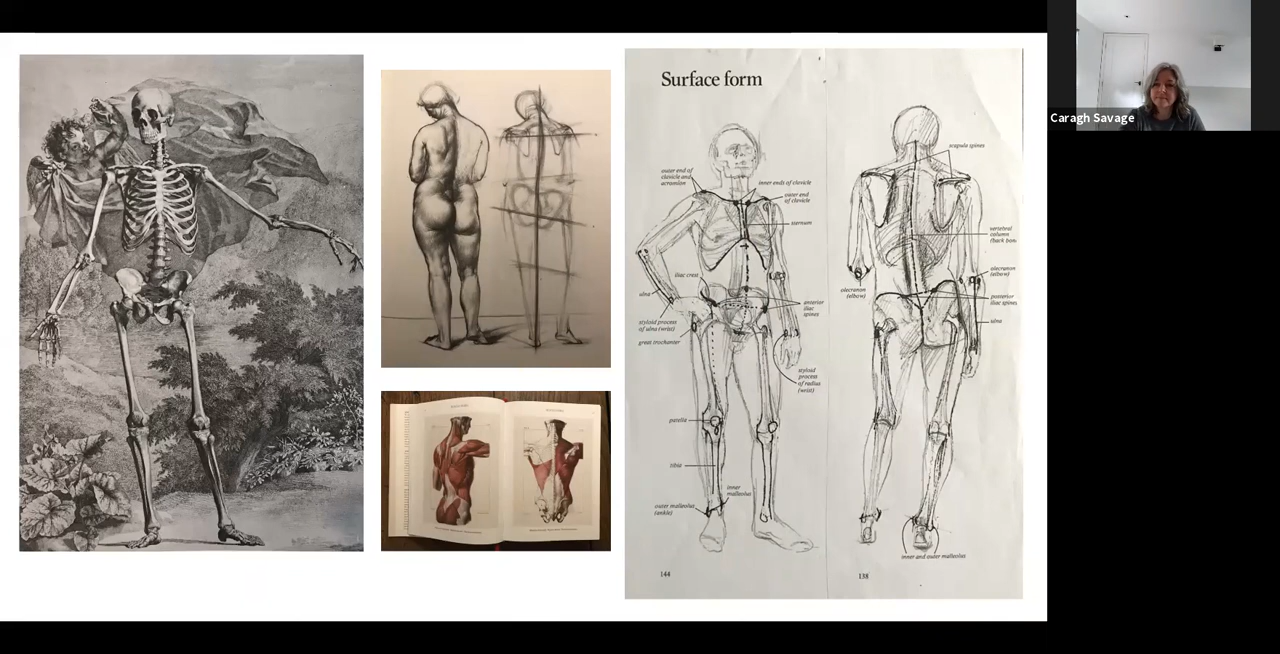 Surface form
outer end of
clavicle and
acromion
inner ends of clavicle
outer end
of clavicle
sternum
iliac crest
ulna
anterior
iliac
spines
styloid process
of ulna (wrist)
great trochanter
styloid
process
of radius
(wrist)
patella
tibia
inner
malleolus
outer malleolus
(ankle)
144
scapula spines
vertebral
column
(back bon
olecranon
(elbow)
olecranon
(elbow)
posterior
iliac spines
ulna
inner and outer malleolus
138
Caragh Savage